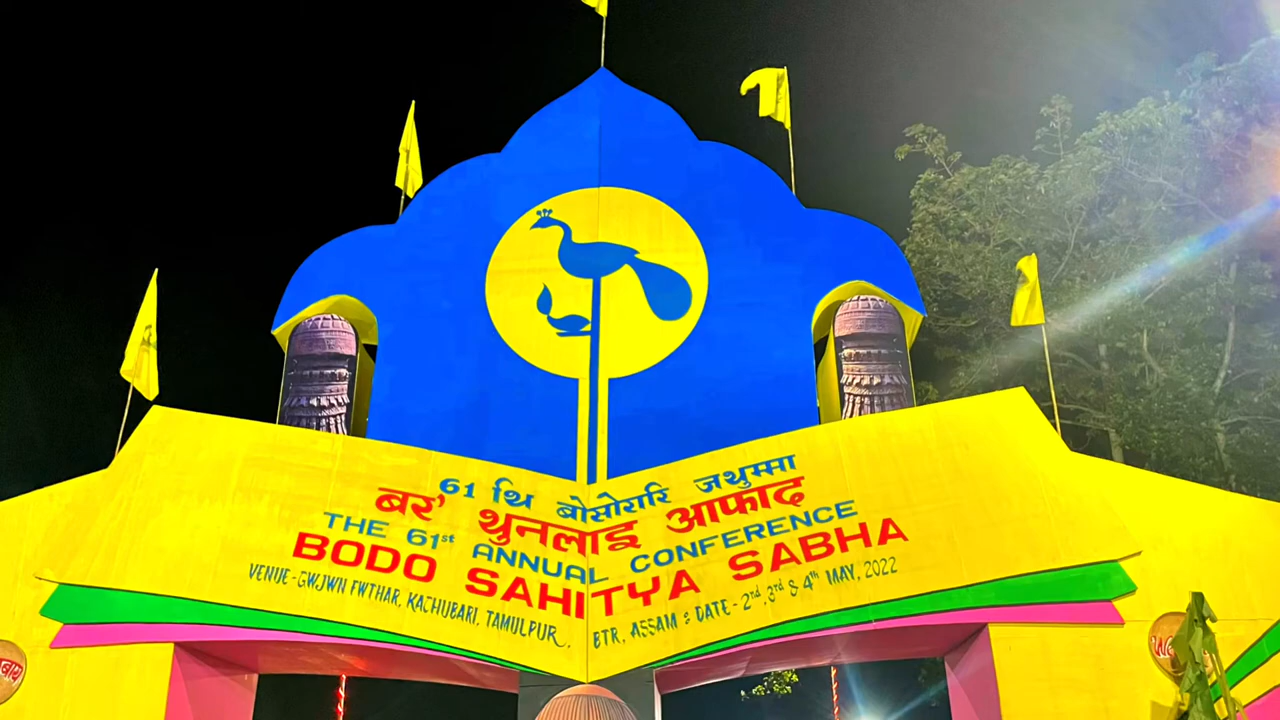 61 थि बोसोरारि जथुम्मा
बर' थुनलाइ आफाद
THE 61st ANNUAL CONFERENCE
BODO SAHITYA SABHA
VENUE-GWJWN FWTHAR, KACHUBARI, TAMULPUR, BTR, ASSAM : DATE - 2nd, 3rd & 4th MAY, 2022